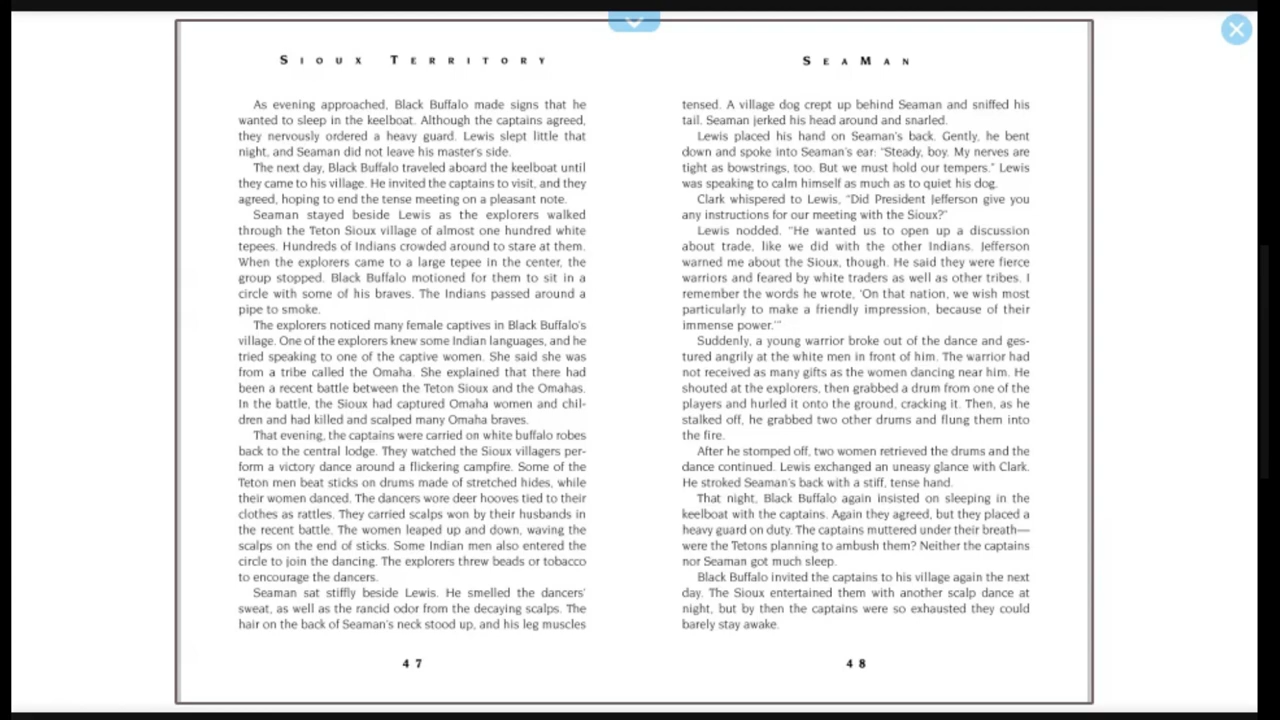 Sioux Territory
As evening approached, Black Buffalo made signs that he
wanted to sleep in the keelboat. Although the captains agreed,
they nervously ordered a heavy guard. Lewis slept little that
night, and Seaman did not leave his master's side.
The next day, Black Buffalo traveled aboard the keelboat until
they came to his village. He invited the captains to visit, and they
agreed, hoping to end the tense meeting on a pleasant note.
Seaman stayed beside Lewis as the explorers walked
through the Teton Sioux village of almost one hundred white
tepees. Hundreds of Indians crowded around to stare at them.
When the explorers came to a large tepee in the center, the
group stopped. Black Buffalo motioned for them to sit in a
circle with some of his braves. The Indians passed around a
pipe to smoke.
The explorers noticed many female captives in Black Buffalo's
village. One of the explorers knew some Indian languages, and he
tried speaking to one of the captive women. She said she was
from a tribe called the Omaha. She explained that there had
been a recent battle between the Teton Sioux and the Omahas.
In the battle, the Sioux had captured Omaha women and chil-
dren and had killed and scalped many Omaha braves.
That evening, the captains were carried on white buffalo robes
back to the central lodge. They watched the Sioux villagers per-
form a victory dance around a flickering campfire. Some of the
Teton men beat sticks on drums made of stretched hides, while
their women danced. The dancers wore deer hooves tied to their
clothes as rattles. They carried scalps won by their husbands in
the recent battle. The women leaped up and down, waving the
scalps on the end of sticks. Some Indian men also entered the
circle to join the dancing. The explorers threw beads or tobacco
to encourage the dancers.
Seaman sat stiffly beside Lewis. He smelled the dancers'
sweat, as well as the rancid odor from the decaying scalps. The
hair on the back of Seaman's neck stood up, and his leg muscles
47
SeaMan
tensed. A village dog crept up behind Seaman and sniffed his
tail. Seaman jerked his head around and snarled.
Lewis placed his hand on Seaman's back. Gently, he bent
down and spoke into Seaman's ear: "Steady, boy. My nerves are
tight as bowstrings, too. But we must hold our tempers." Lewis
was speaking to calm himself as much as to quiet his dog.
Clark whispered to Lewis, "Did President Jefferson give you
any instructions for our meeting with the Sioux?"
Lewis nodded. "He wanted us to open up a discussion
about trade, like we did with the other Indians. Jefferson
warned me about the Sioux, though. He said they were fierce
warriors and feared by white traders as well as other tribes. I
remember the words he wrote, 'On that nation, we wish most
particularly to make a friendly impression, because of their
immense power.'"
Suddenly, a young warrior broke out of the dance and ges-
tured angrily at the white men in front of him. The warrior had
not received as many gifts as the women dancing near him. He
shouted at the explorers, then grabbed a drum from one of the
players and hurled it onto the ground, cracking it. Then, as he
stalked off, he grabbed two other drums and flung them into
the fire.
After he stomped off, two women retrieved the drums and the
dance continued. Lewis exchanged an uneasy glance with Clark.
He stroked Seaman's back with a stiff, tense hand.
That night, Black Buffalo again insisted on sleeping in the
keelboat with the captains. Again they agreed, but they placed a
heavy guard on duty. The captains muttered under their breath—
were the Tetons planning to ambush them? Neither the captains
nor Seaman got much sleep.
Black Buffalo invited the captains to his village again the next
day. The Sioux entertained them with another scalp dance at
night, but by then the captains were so exhausted they could
barely stay awake.
48